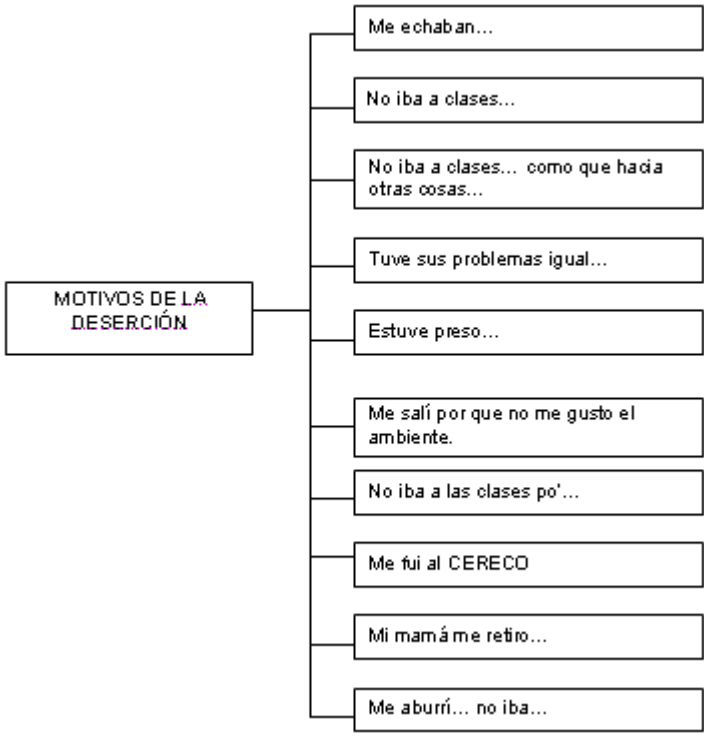 Me echaban...
No iba a clases...
No iba a clases... como que hacia
otras cosas...
Tuve sus problemas igual...
MOTIVOS DE LA
DESERCIÓN
Estuve preso...
Me salí por que no me gusto el
ambiente.
No iba a las clases po'...
Me fui al CERECO
Mi mamá me retiro...
Me aburrí... no iba...